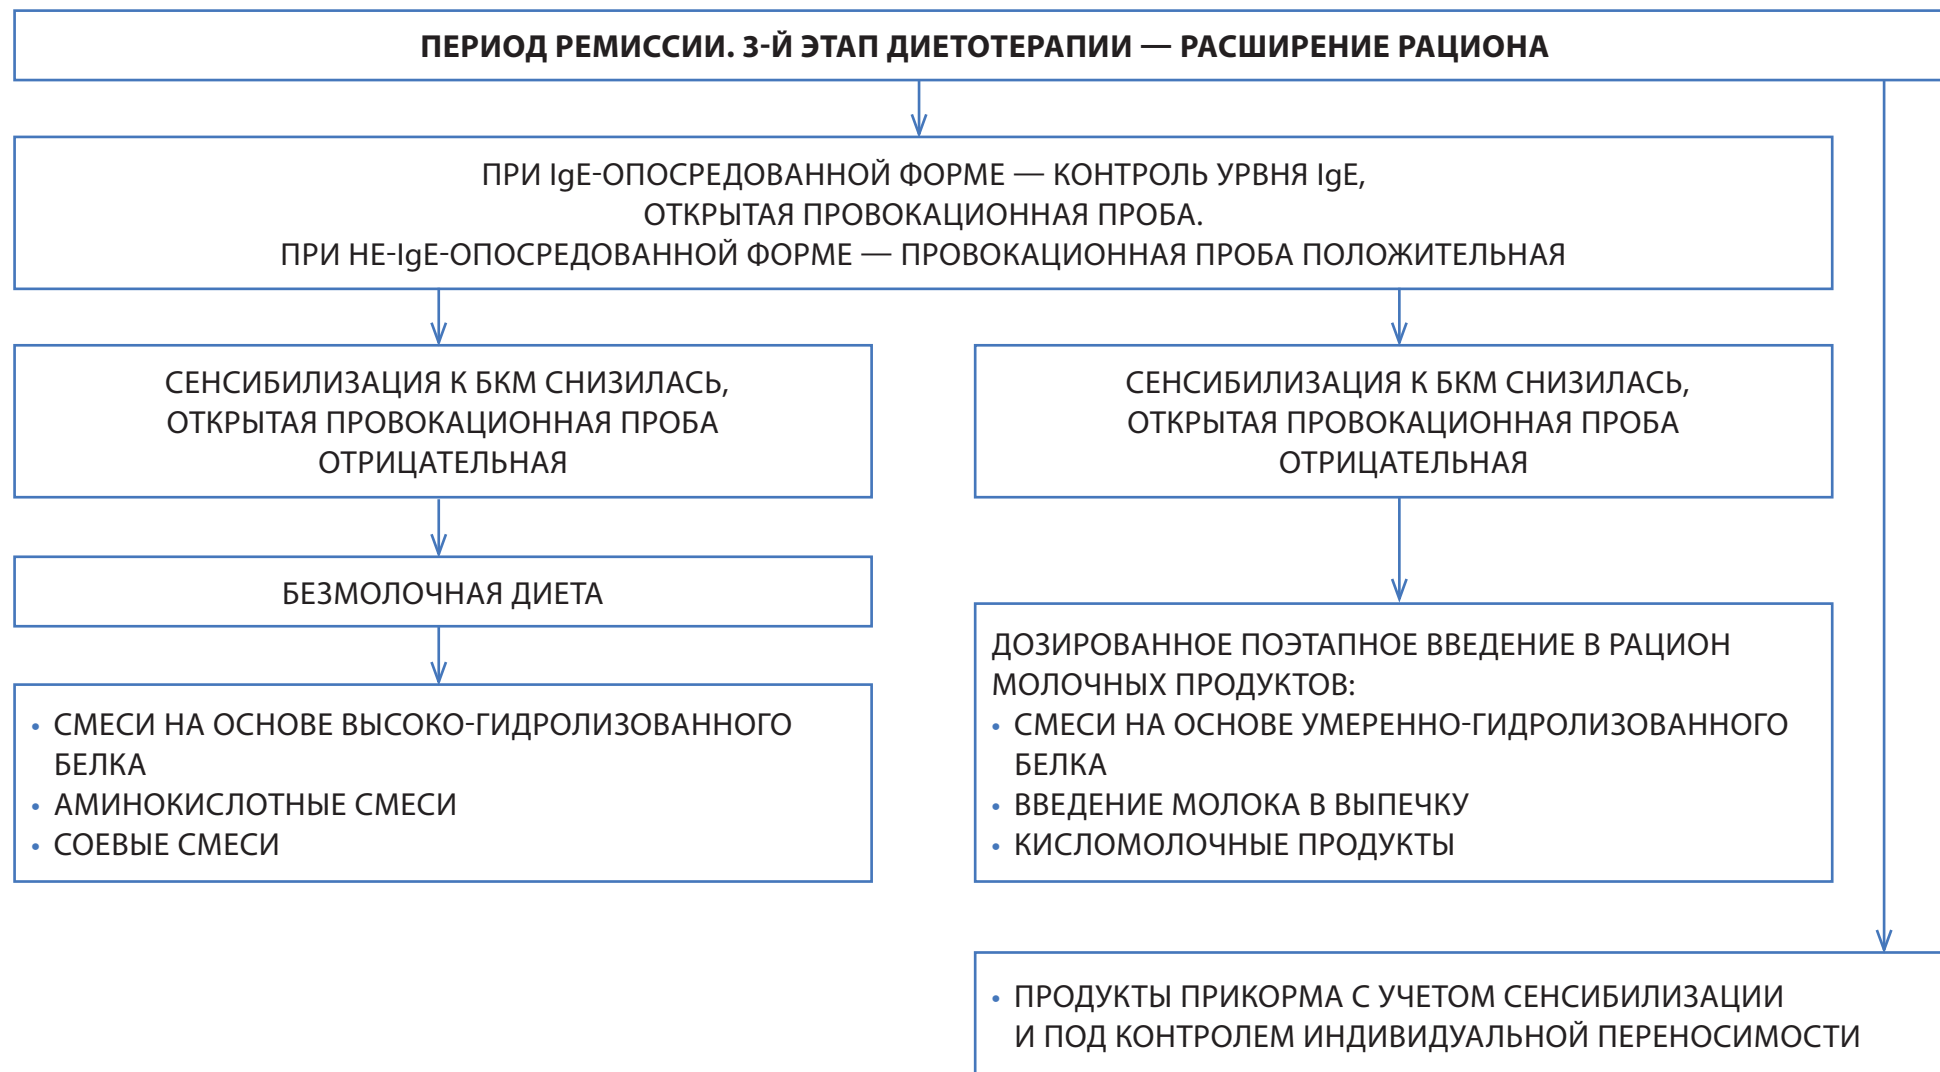 ПЕРИОД РЕМИССИИ. 3-Й ЭТАП ДИЕТОТЕРАПИИ — РАСШИРЕНИЕ РАЦИОНА
ПРИ IgE-ОПОСРЕДОВАННОЙ ФОРМЕ — КОНТРОЛЬ УРВНЯ IgE,
ОТКРЫТАЯ ПРОВОКАЦИОННАЯ ПРОБА.
ПРИ НЕ-IgE-ОПОСРЕДОВАННОЙ ФОРМЕ — ПРОВОКАЦИОННАЯ ПРОБА ПОЛОЖИТЕЛЬНАЯ
СЕНСИБИЛИЗАЦИЯ К БКМ СНИЗИЛАСЬ,
ОТКРЫТАЯ ПРОВОКАЦИОННАЯ ПРОБА
ОТРИЦАТЕЛЬНАЯ
БЕЗМОЛОЧНАЯ ДИЕТА
• СМЕСИ НА ОСНОВЕ ВЫСОКО-ГИДРОЛИЗОВАННОГО
БЕЛКА
• АМИНОКИСЛОТНЫЕ СМЕСИ
• СОЕВЫЕ СМЕСИ
СЕНСИБИЛИЗАЦИЯ К БКМ СНИЗИЛАСЬ,
ОТКРЫТАЯ ПРОВОКАЦИОННАЯ ПРОБА
ОТРИЦАТЕЛЬНАЯ
ДОЗИРОВАННОЕ ПОЭТАПНОЕ ВВЕДЕНИЕ В РАЦИОН
МОЛОЧНЫХ ПРОДУКТОВ:
• СМЕСИ НА ОСНОВЕ УМЕРЕННО-ГИДРОЛИЗОВАННОГО
БЕЛКА
• ВВЕДЕНИЕ МОЛОКА В ВЫПЕЧКУ
• КИСЛОМОЛОЧНЫЕ ПРОДУКТЫ
• ПРОДУКТЫ ПРИКОРМА С УЧЕТОМ СЕНСИБИЛИЗАЦИИ
И ПОД КОНТРОЛЕМ ИНДИВИДУАЛЬНОЙ ПЕРЕНОСИМОСТИ